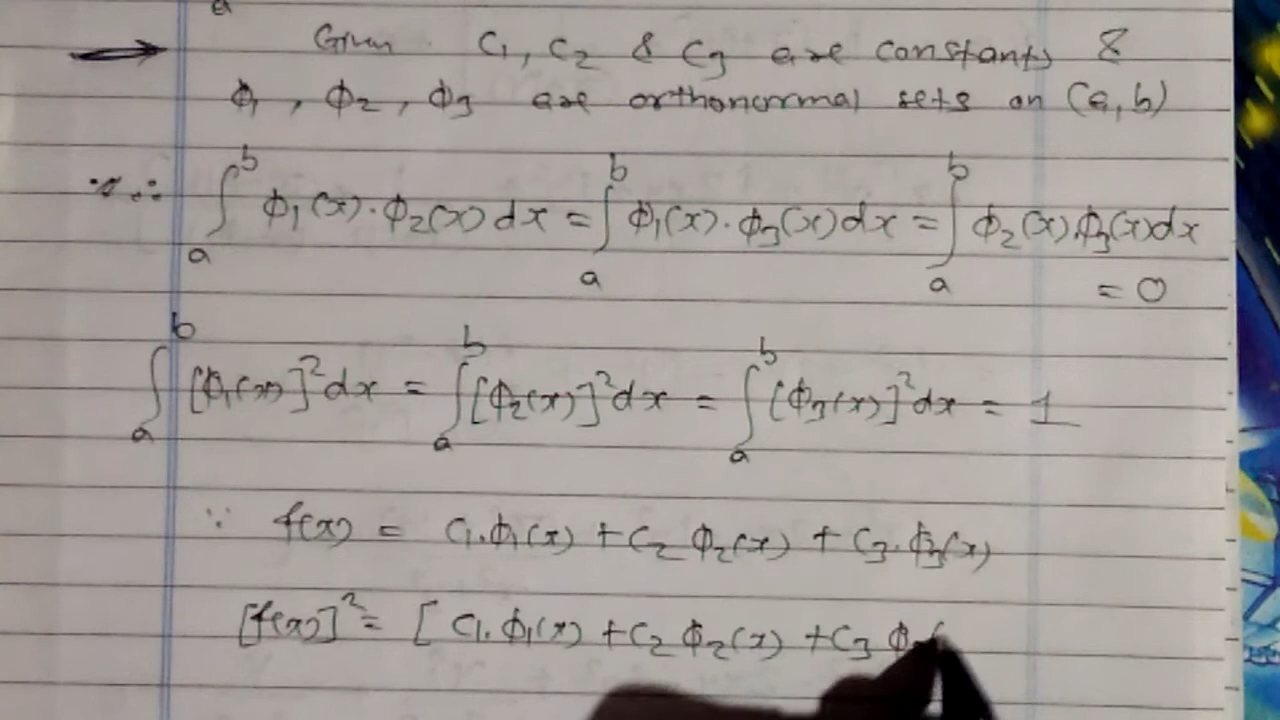 a
→ Given C₁, C₂ & C₃ are constants &
ϕ₁, ϕ₂, ϕ₃ are orthonormal sets on (a, b)
∴ ∫ₐᵇ ϕ₁(x)·ϕ₂(x) dx = ∫ₐᵇ ϕ₁(x)·ϕ₃(x) dx = ∫ₐᵇ ϕ₂(x)·ϕ₃(x) dx
= 0
∫ₐᵇ [ϕ₁(x)]² dx = ∫ₐᵇ [ϕ₂(x)]² dx = ∫ₐᵇ [ϕ₃(x)]² dx = 1
∵ f(x) = C₁·ϕ₁(x) + C₂ ϕ₂(x) + C₃·ϕ₃(x)
[f(x)]² = [C₁·ϕ₁(x) + C₂ ϕ₂(x) + C₃ ϕ